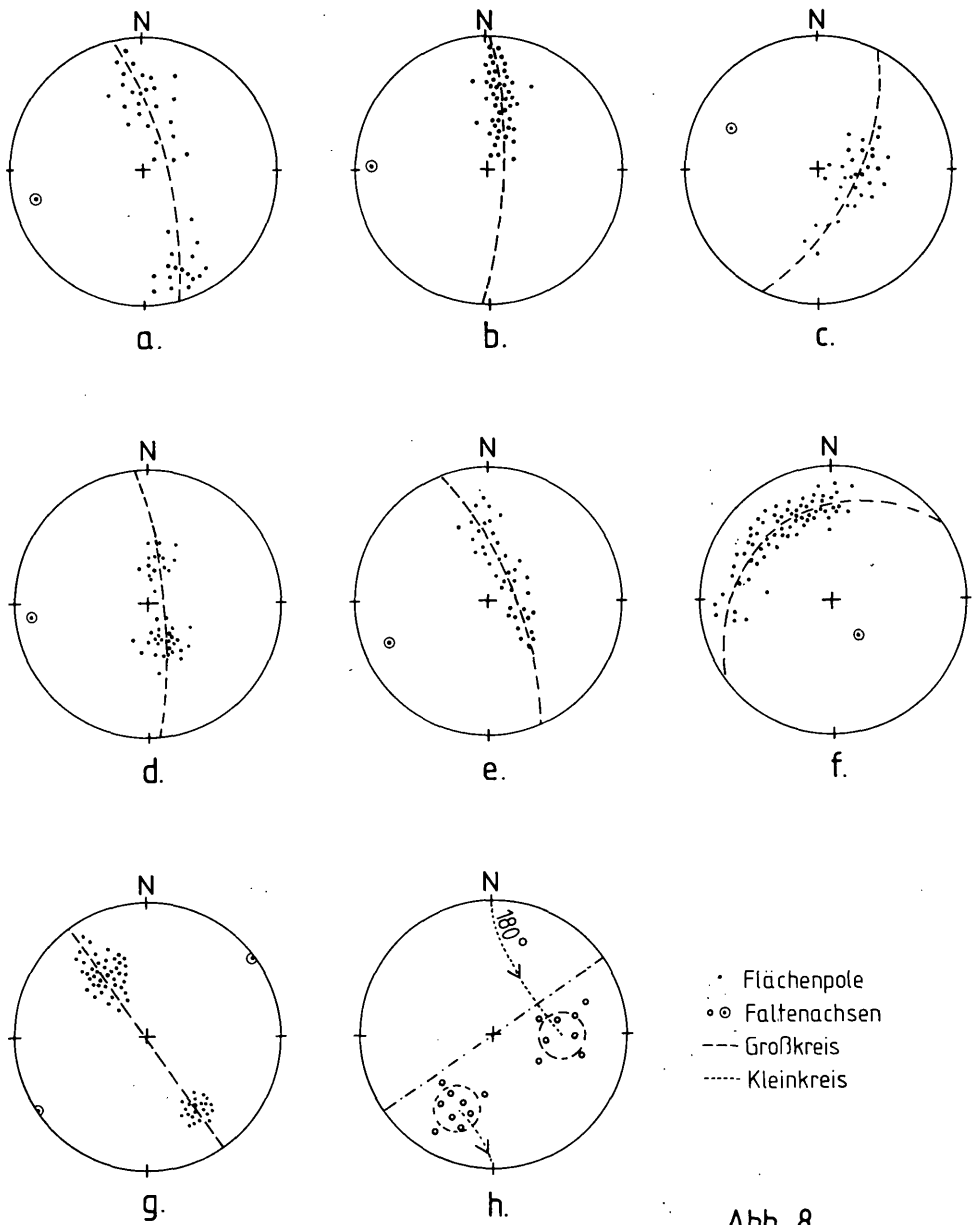 N
N
N
a.
b.
c.
N
N
N
d.
e.
f.
N
N
180°
g.
h.
Flächenpole
Faltenachsen
Großkreis
Kleinkreis
Abb. 8